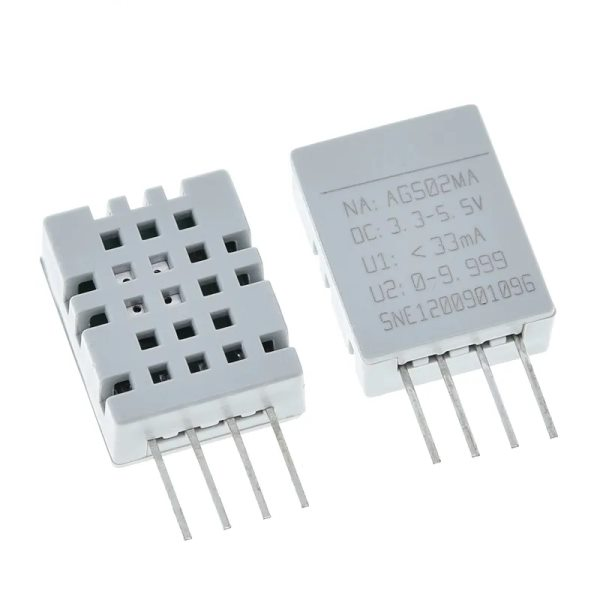 NA: AGS02MA
DC: 3.3-5.5V
U1: < 33mA
U2: 0-9.999
SNE1200901096